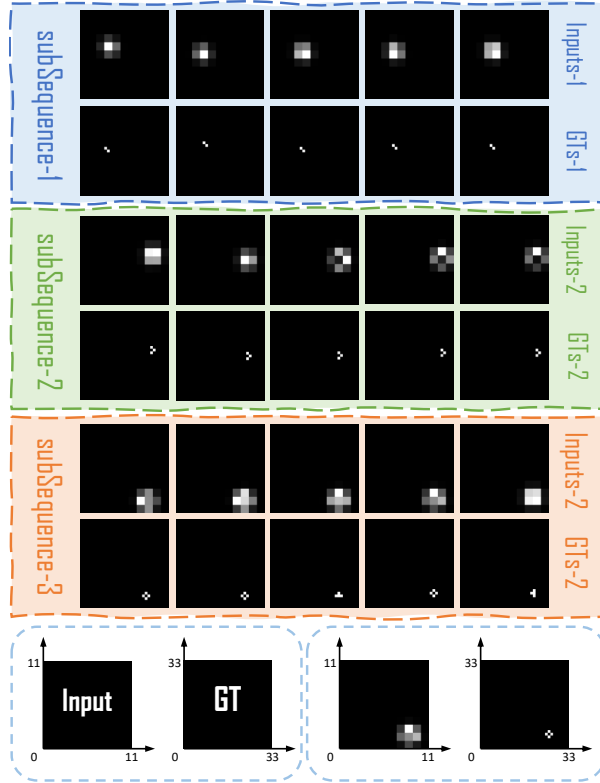 subSequence-1
Inputs-1
GTs-1
subSequence-2
Inputs-2
GTs-2
subSequence-3
Inputs-2
GTs-2
11
Input
0
11
33
GT
0
33
11
0
11
33
0
33